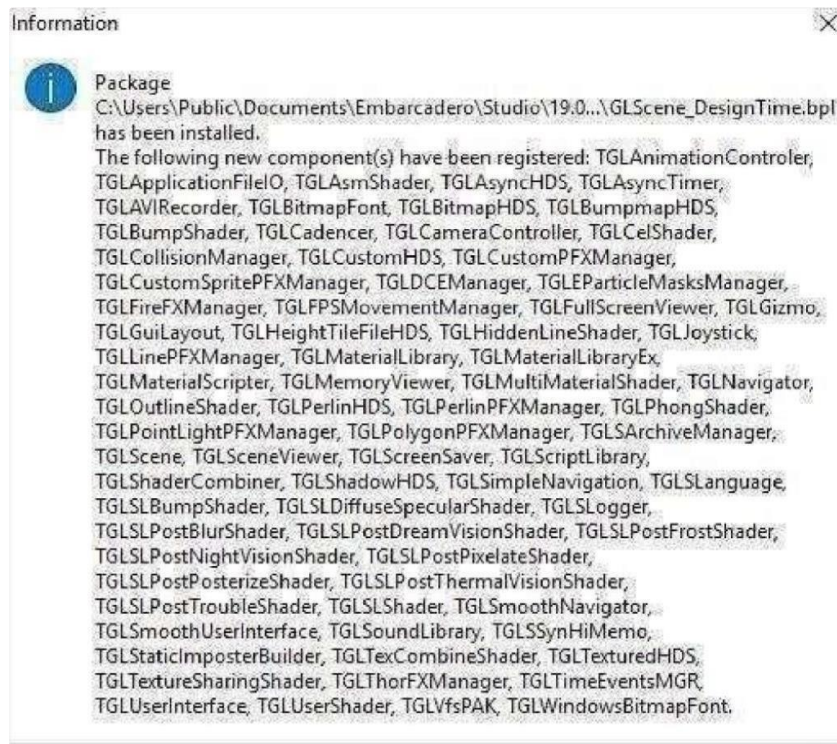 Information
Package
C:\Users\Public\Documents\Embarcadero\Studio\19.0...\GLScene_DesignTime.bpl
has been installed.
The following new component(s) have been registered: TGLAnimationControler,
TGLApplicationFileIO, TGLAsmShader, TGLAsyncHDS, TGLAsyncTimer,
TGLAVIRecorder, TGLBitmapFont, TGLBitmapHDS, TGLBumpmapHDS,
TGLBumpShader, TGLCadencer, TGLCameraController, TGLCelShader,
TGLCollisionManager, TGLCustomHDS, TGLCustomPFXManager,
TGLCustomSpritePFXManager, TGLDCEManager, TGLEParticleMasksManager,
TGLFireFXManager, TGLFPSMovementManager, TGLFullScreenViewer, TGLGizmo,
TGLGuiLayout, TGLHeightTileFileHDS, TGLHiddenLineShader, TGLJoystick,
TGLLinePFXManager, TGLMaterialLibrary, TGLMaterialLibraryEx,
TGLMaterialScripter, TGLMemoryViewer, TGLMultiMaterialShader, TGLNavigator,
TGLOutlineShader, TGLPerlinHDS, TGLPerlinPFXManager, TGLPhongShader,
TGLPointLightPFXManager, TGLPolygonPFXManager, TGLSArchiveManager,
TGLScene, TGLSceneViewer, TGLScreenSaver, TGLScriptLibrary,
TGLShaderCombiner, TGLShadowHDS, TGLSimpleNavigation, TGLSLanguage,
TGLSLBumpShader, TGLSLDiffuseSpecularShader, TGLSLogger,
TGLSLPostBlurShader, TGLSLPostDreamVisionShader, TGLSLPostFrostShader,
TGLSLPostNightVisionShader, TGLSLPostPixelateShader,
TGLSLPostPosterizeShader, TGLSLPostThermalVisionShader,
TGLSLPostTroubleShader, TGLSLShader, TGLSmoothNavigator,
TGLSmoothUserInterface, TGLSoundLibrary, TGLSSynHiMemo,
TGLStaticImposterBuilder, TGLTexCombineShader, TGLTexturedHDS,
TGLTextureSharingShader, TGLThorFXManager, TGLTimeEventsMGR,
TGLUserInterface, TGLUserShader, TGLVfsPAK, TGLWindowsBitmapFont.